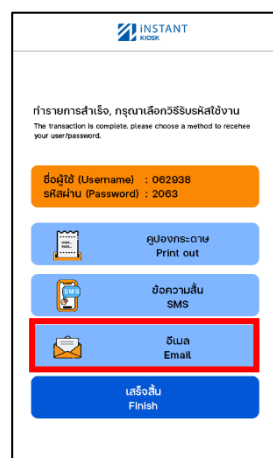 INSTANT
KIOSK
ทำรายการสำเร็จ, กรุณาเลือกวิธีรับรหัสใช้งาน
The transaction is complete. please choose a method to recehee
your user/password.
ชื่อผู้ใช้ (Username) : 062938
รหัสผ่าน (Password) : 2063
คูปองกระดาษ
Print out
SMS
ข้อความสั้น
SMS
อีเมล
Email
เสร็จสิ้น
Finish